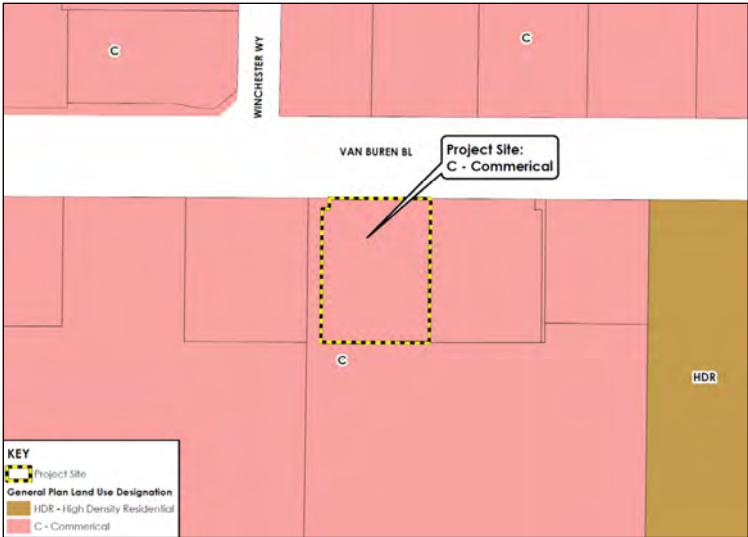 C
C
WINCHESTER WY
VAN BUREN BL
Project Site:
C - Commerical
C
HDR
KEY
Project Site
General Plan Land Use Designation
HDR - High Density Residential
C - Commerical